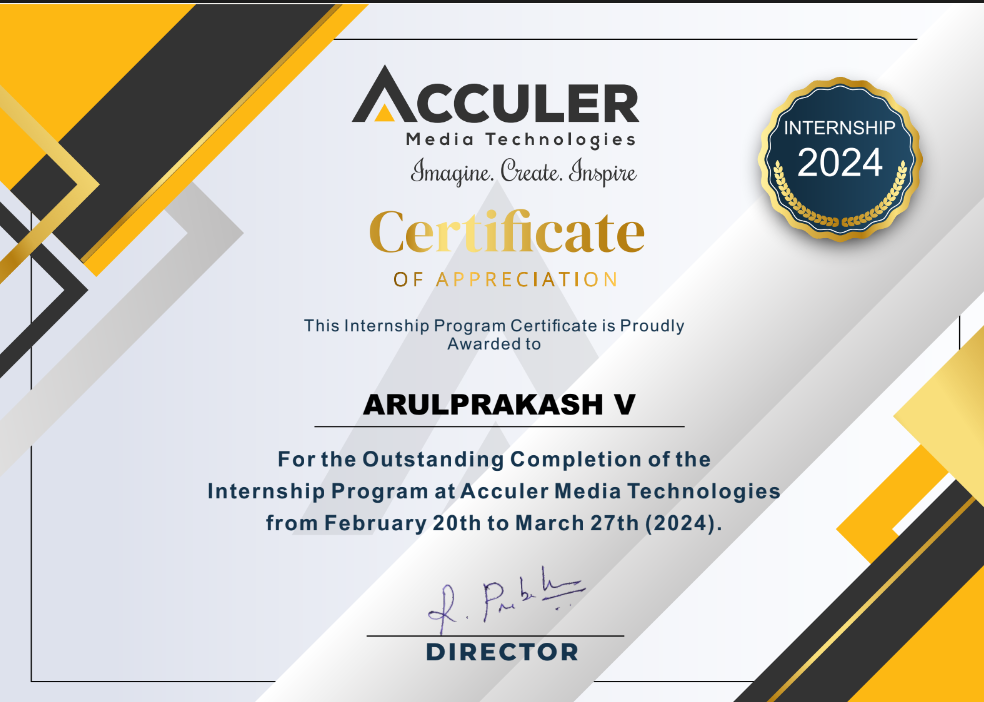 ACCULER
Media Technologies
Imagine. Create. Inspire
INTERNSHIP
2024
Certificate
OF APPRECIATION
This Internship Program Certificate is Proudly
Awarded to
ARULPRAKASH V
For the Outstanding Completion of the
Internship Program at Acculer Media Technologies
from February 20th to March 27th (2024).
DIRECTOR